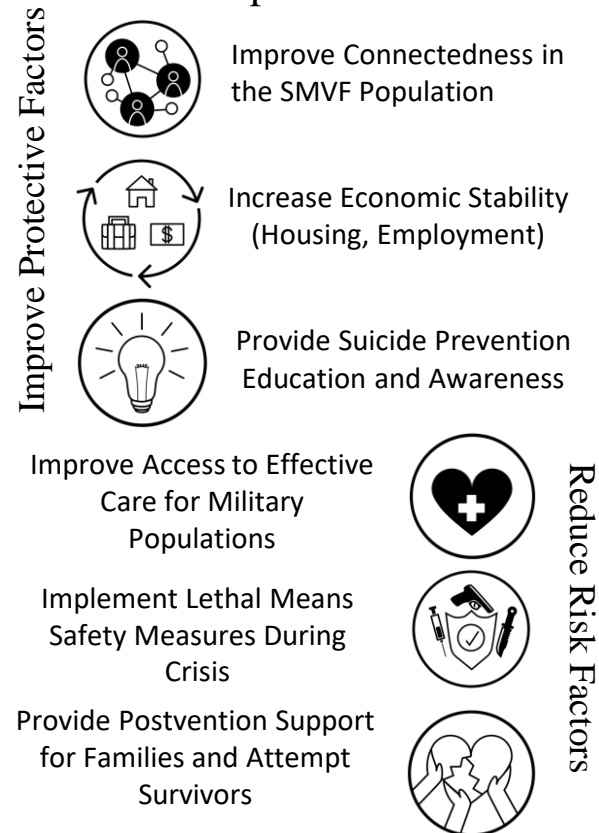 Improve Protective Factors
Improve Connectedness in
the SMVF Population
Increase Economic Stability
(Housing, Employment)
$
Provide Suicide Prevention
Education and Awareness
Improve Access to Effective
Care for Military
Populations
Implement Lethal Means
Safety Measures During
Crisis
Provide Postvention Support
for Families and Attempt
Survivors
Reduce Risk Factors